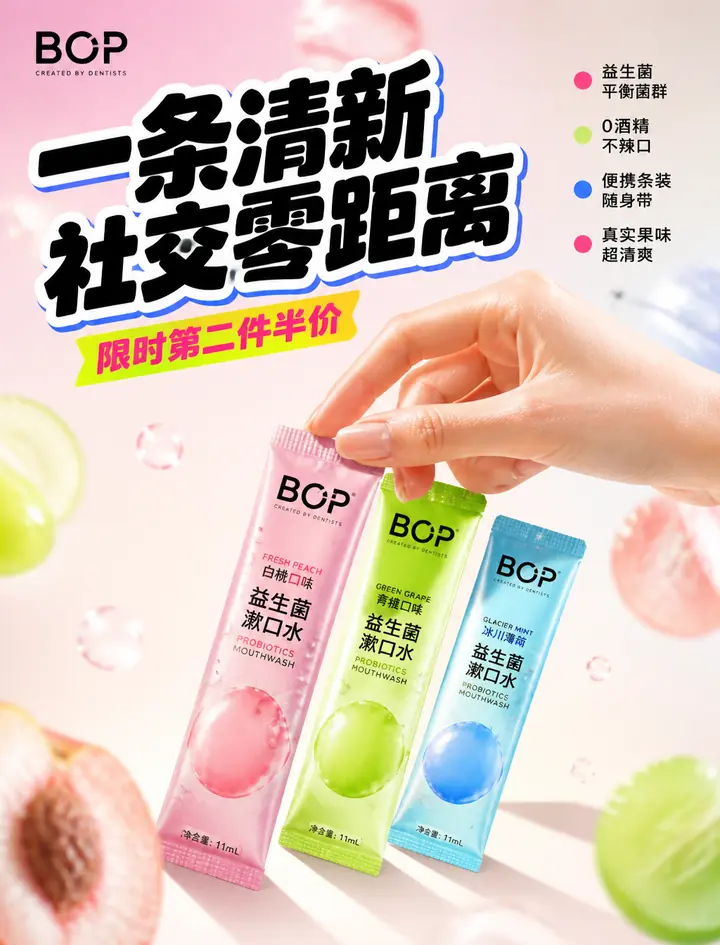 BOP
CREATED BY DENTISTS
一条清新
社交零距离
限时第二件半价
益生菌
平衡菌群
0酒精
不辣口
便携条装
随身带
真实果味
超清爽
BOP®
CREATED BY DENTISTS
FRESH PEACH
白桃口味
益生菌
漱口水
PROBIOTICS
MOUTHWASH
净含量：11mL
BOP®
CREATED BY DENTISTS
GREEN GRAPE
青提口味
益生菌
漱口水
PROBIOTICS
MOUTHWASH
净含量：11mL
BOP®
CREATED BY DENTISTS
GLACIER MINT
冰川薄荷
益生菌
漱口水
PROBIOTICS
MOUTHWASH
净含量：11mL